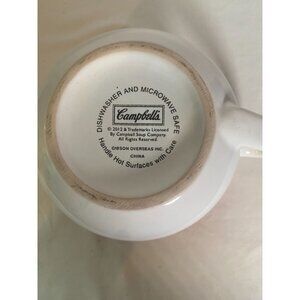 DISHWASHER AND MICROWAVE SAFE
Campbell's
© 2012 & Trademarks Licensed
By Campbell Soup Company
All Rights Reserved.
GIBSON OVERSEAS INC.
CHINA
Handle Hot Surfaces with Care